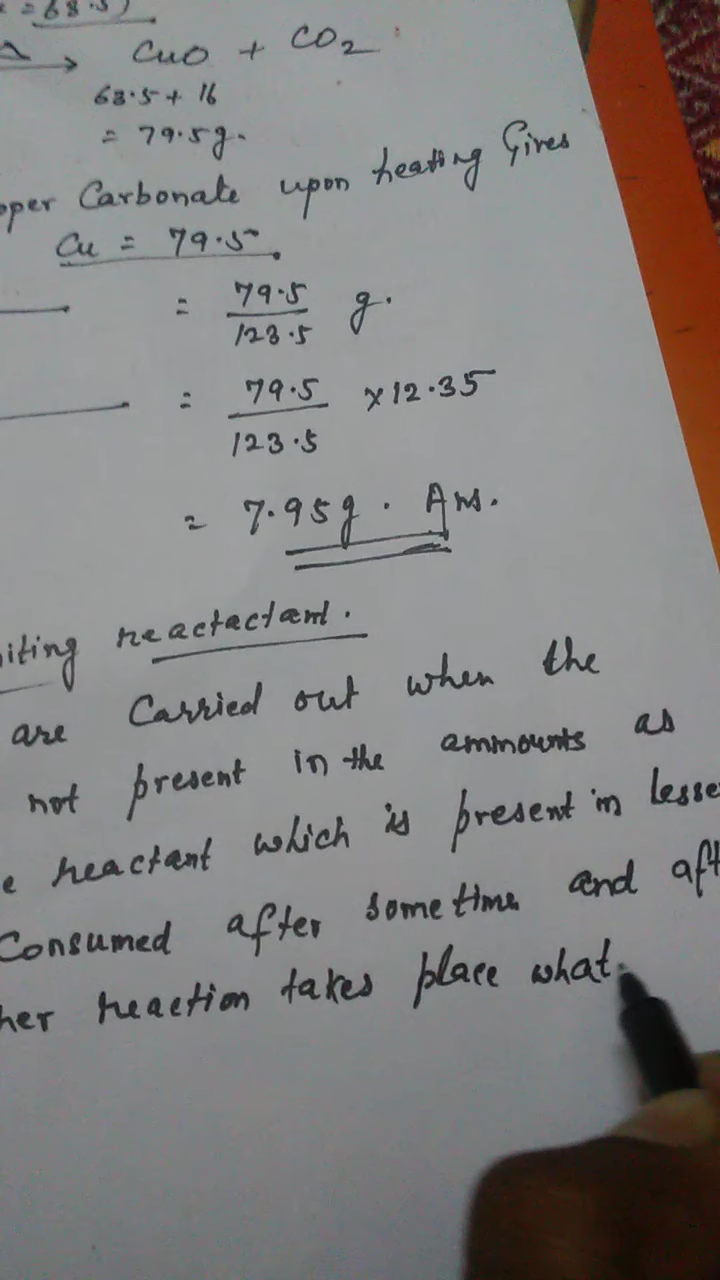 = 63.5)
→ CuO + CO2
63.5 + 16
= 79.5g.
oper Carbonate upon heating Gives
Cu = 79.5
= 79.5/123.5 g.
= 79.5/123.5 × 12.35
= 7.95g. Ans.
iting reactactant.
are Carried out when the
not present in the ammounts as
e reactant which is present in lesse
Consumed after sometime and aft
her reaction takes place what